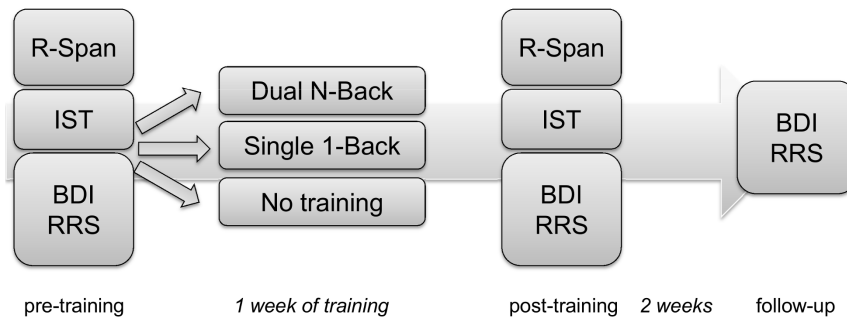 R-Span
IST
BDI
RRS
Dual N-Back
Single 1-Back
No training
R-Span
IST
BDI
RRS
BDI
RRS
pre-training
1 week of training
post-training
2 weeks
follow-up